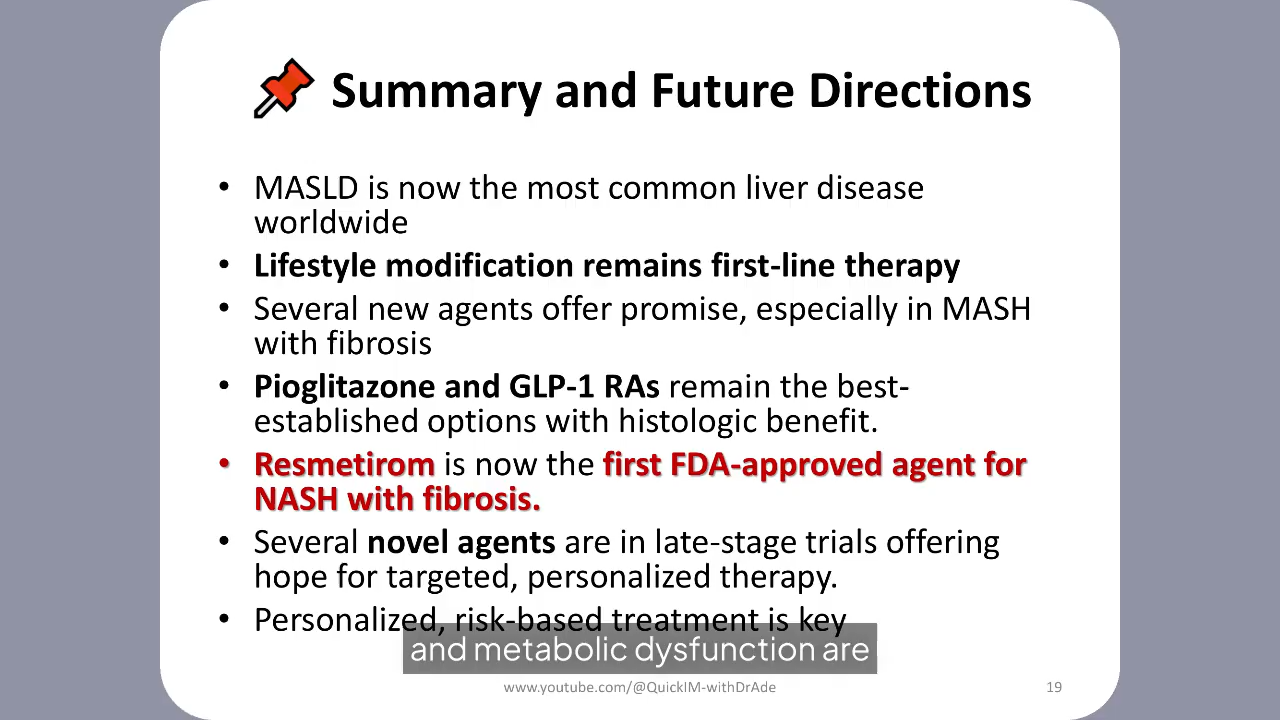 Summary and Future Directions
• MASLD is now the most common liver disease
worldwide
• Lifestyle modification remains first-line therapy
• Several new agents offer promise, especially in MASH
with fibrosis
• Pioglitazone and GLP-1 RAs remain the best-
established options with histologic benefit.
• Resmetirom is now the first FDA-approved agent for
NASH with fibrosis.
• Several novel agents are in late-stage trials offering
hope for targeted, personalized therapy.
• Personalized, risk-based treatment is key
and metabolic dysfunction are
www.youtube.com/@QuickIM-withDrAde
19